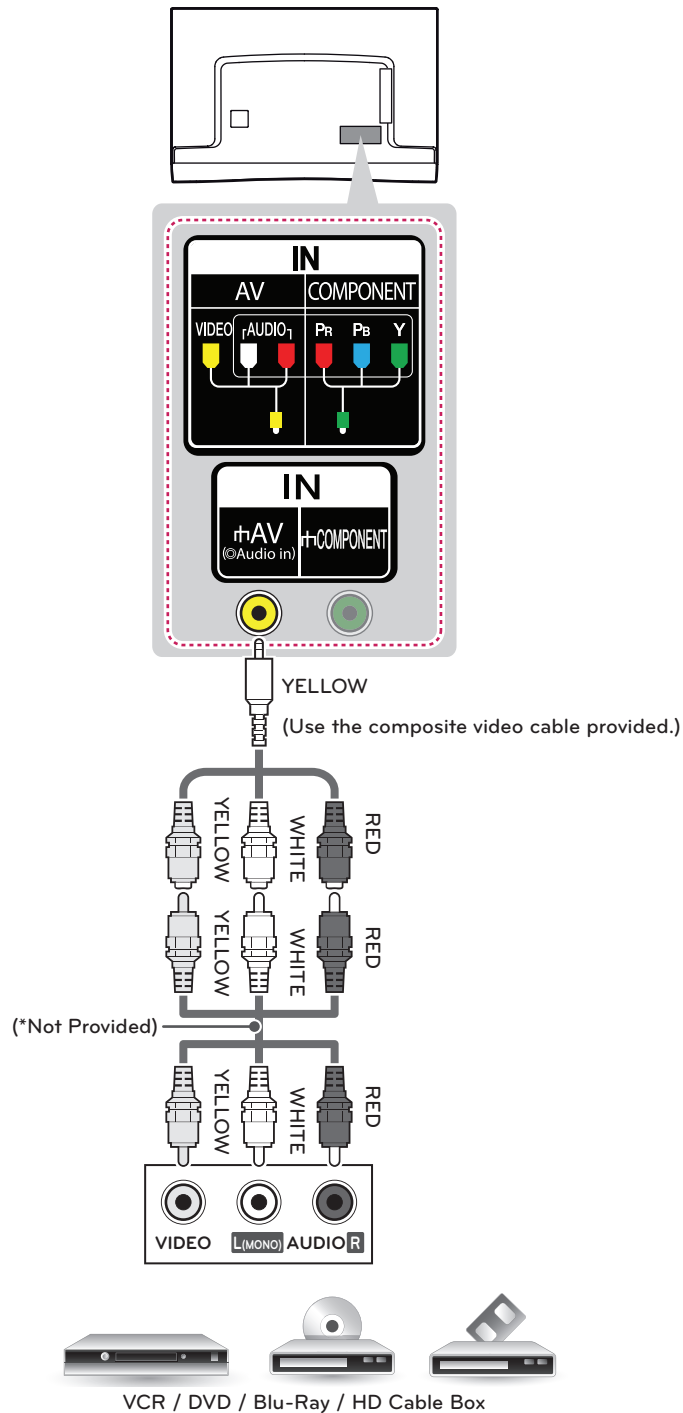 IN
AV COMPONENT
VIDEO AUDIO PR PB Y
IN
AV COMPONENT
(◎Audio in)
YELLOW
(Use the composite video cable provided.)
YELLOW WHITE RED
YELLOW WHITE RED
(*Not Provided)
YELLOW WHITE RED
VIDEO L(MONO) AUDIO R
VCR / DVD / Blu-Ray / HD Cable Box